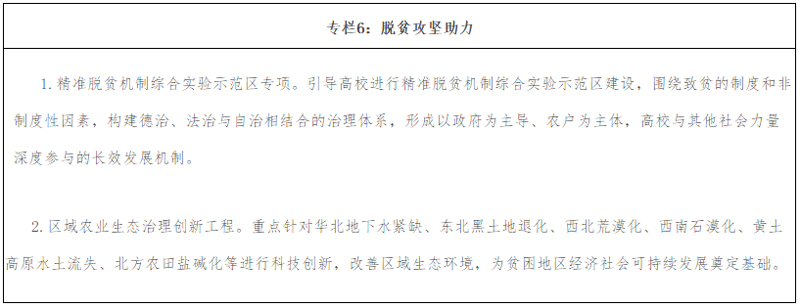 专栏6：脱贫攻坚助力
1.精准脱贫机制综合实验示范区专项。引导高校进行精准脱贫机制综合实验示范区建设，围绕致贫的制度和非
制度性因素，构建德治、法治与自治相结合的治理体系，形成以政府为主导、农户为主体，高校与其他社会力量
深度参与的长效发展机制。
2.区域农业生态治理创新工程。重点针对华北地下水紧缺、东北黑土地退化、西北荒漠化、西南石漠化、黄土
高原水土流失、北方农田盐碱化等进行科技创新，改善区域生态环境，为贫困地区经济社会可持续发展奠定基础。